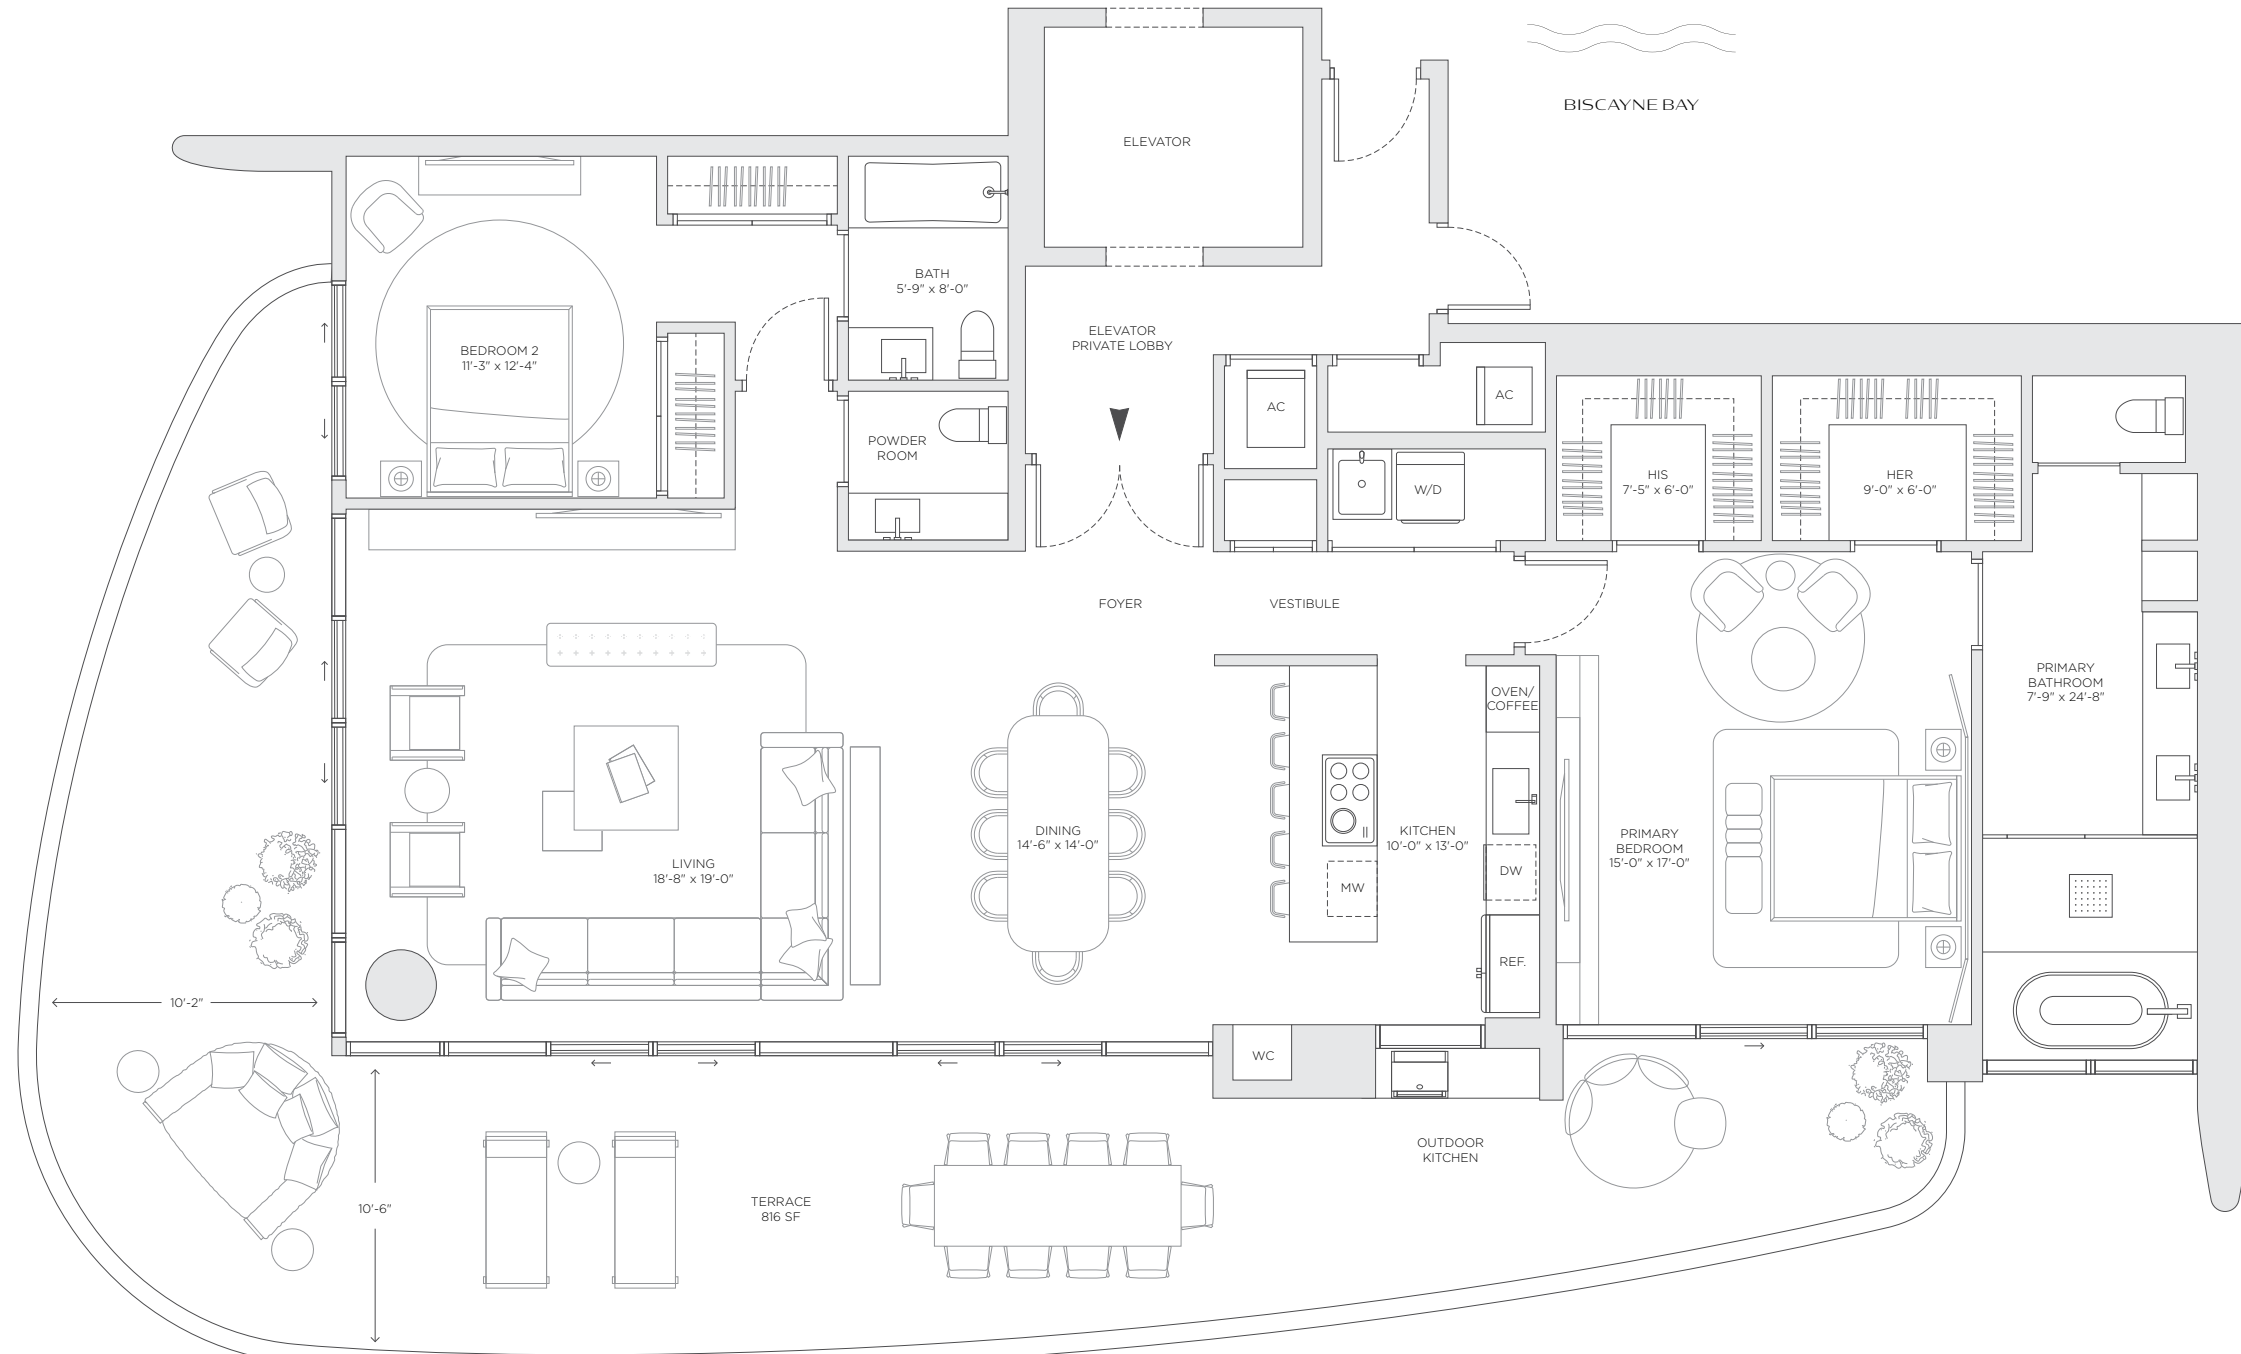 BISCAYNE BAY
ELEVATOR
BATH
5'-9" x 8'-0"
ELEVATOR
PRIVATE LOBBY
BEDROOM 2
11'-3" x 12'-4"
AC
AC
POWDER
ROOM
HIS
7'-5" x 6'-0"
HER
9'-0" x 6'-0"
W/D
FOYER
VESTIBULE
PRIMARY
BATHROOM
7'-9" x 24'-8"
OVEN/
COFFEE
DINING
14'-6" x 14'-0"
KITCHEN
10'-0" x 13'-0"
PRIMARY
BEDROOM
15'-0" x 17'-0"
LIVING
18'-8" x 19'-0"
MW
DW
REF.
10'-2"
WC
OUTDOOR
KITCHEN
TERRACE
816 SF
10'-6"